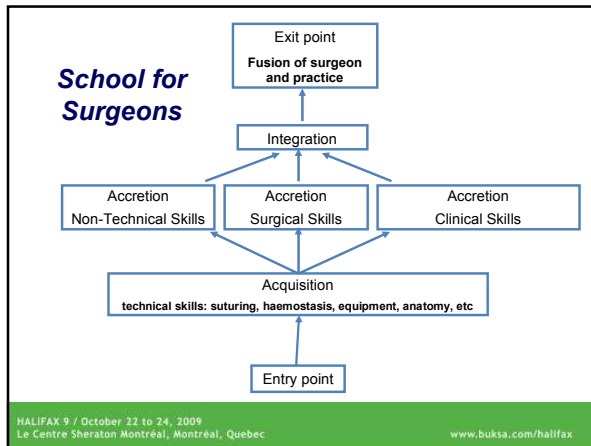 School for
Surgeons
Exit point
Fusion of surgeon
and practice
Integration
Accretion
Non-Technical Skills
Accretion
Surgical Skills
Accretion
Clinical Skills
Acquisition
technical skills: suturing, haemostasis, equipment, anatomy, etc
Entry point
HALIFAX 9 / October 22 to 24, 2009
Le Centre Sheraton Montréal, Montréal, Quebec
www.buksa.com/halifax